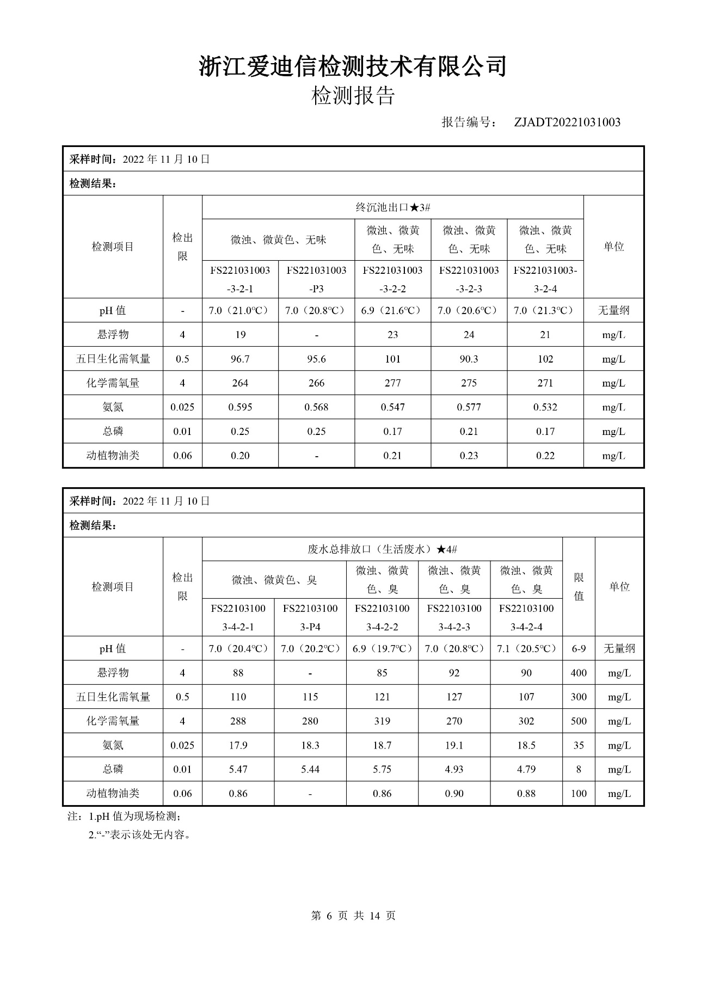 浙江爱迪信检测技术有限公司
检测报告
报告编号： ZJADT20221031003
采样时间：2022 年 11 月 10 日
检测结果：
检测项目 检出限 终沉池出口★3# 单位
微浊、微黄色、无味 微浊、微黄色、无味 微浊、微黄色、无味 微浊、微黄色、无味
FS221031003-3-2-1 FS221031003-P3 FS221031003-3-2-2 FS221031003-3-2-3 FS221031003-3-2-4
pH 值 - 7.0（21.0℃） 7.0（20.8℃） 6.9（21.6℃） 7.0（20.6℃） 7.0（21.3℃） 无量纲
悬浮物 4 19 - 23 24 21 mg/L
五日生化需氧量 0.5 96.7 95.6 101 90.3 102 mg/L
化学需氧量 4 264 266 277 275 271 mg/L
氨氮 0.025 0.595 0.568 0.547 0.577 0.532 mg/L
总磷 0.01 0.25 0.25 0.17 0.21 0.17 mg/L
动植物油类 0.06 0.20 - 0.21 0.23 0.22 mg/L
采样时间：2022 年 11 月 10 日
检测结果：
检测项目 检出限 废水总排放口（生活废水）★4# 限值 单位
微浊、微黄色、臭 微浊、微黄色、臭 微浊、微黄色、臭 微浊、微黄色、臭
FS221031003-4-2-1 FS221031003-P4 FS221031003-4-2-2 FS221031003-4-2-3 FS221031003-4-2-4
pH 值 - 7.0（20.4℃） 7.0（20.2℃） 6.9（19.7℃） 7.0（20.8℃） 7.1（20.5℃） 6-9 无量纲
悬浮物 4 88 - 85 92 90 400 mg/L
五日生化需氧量 0.5 110 115 121 127 107 300 mg/L
化学需氧量 4 288 280 319 270 302 500 mg/L
氨氮 0.025 17.9 18.3 18.7 19.1 18.5 35 mg/L
总磷 0.01 5.47 5.44 5.75 4.93 4.79 8 mg/L
动植物油类 0.06 0.86 - 0.86 0.90 0.88 100 mg/L
注：1.pH 值为现场检测；
2.“-”表示该处无内容。
第 6 页 共 14 页